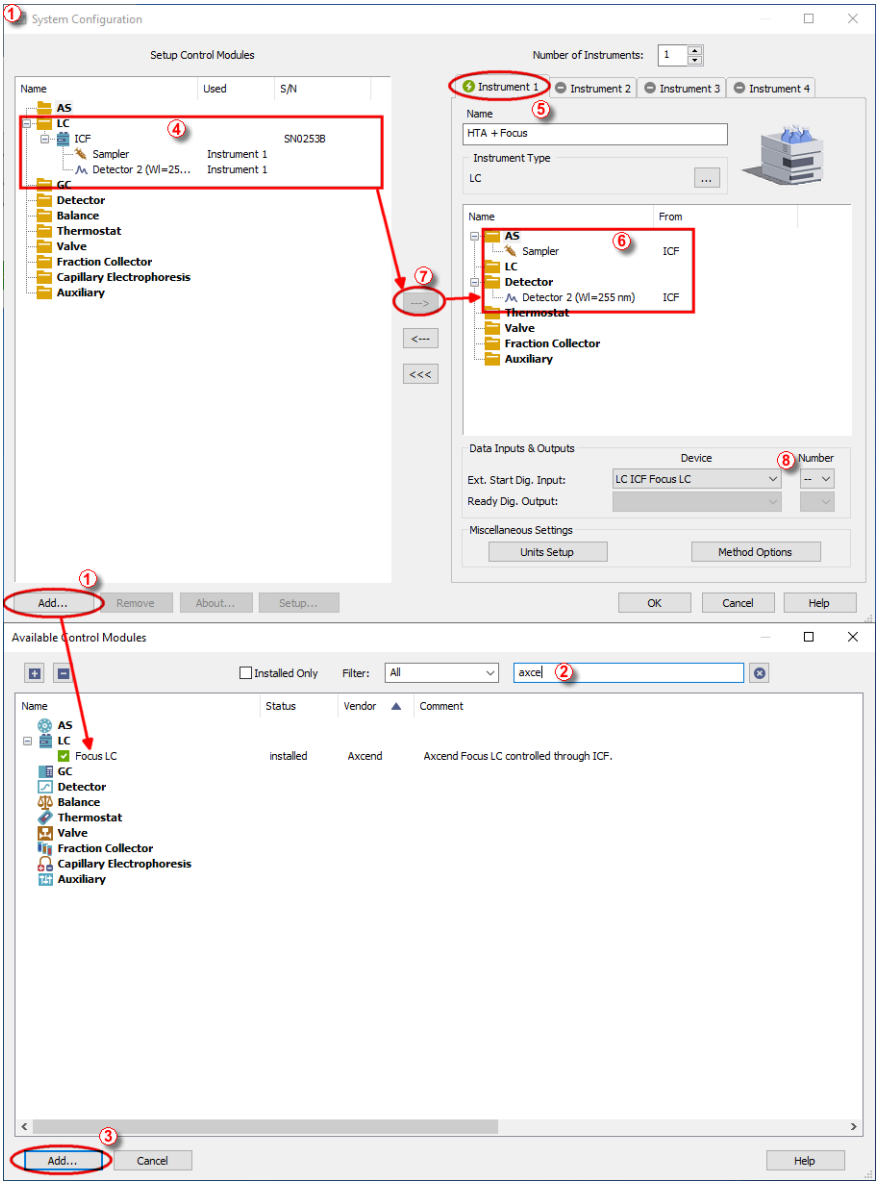 ① System Configuration
Setup Control Modules
Number of Instruments: 1
Name Used S/N
AS
LC
④
ICF SN0253B
Sampler Instrument 1
Detector 2 (Wl=25... Instrument 1
GC
Detector
Balance
Thermostat
Valve
Fraction Collector
Capillary Electrophoresis
Auxiliary
⑦
--->
<---
<<<
Instrument 1 Instrument 2 Instrument 3 Instrument 4
⑤
Name
HTA + Focus
Instrument Type
LC ...
Name From
AS
⑥
Sampler ICF
LC
Detector
Detector 2 (Wl=255 nm) ICF
Thermostat
Valve
Fraction Collector
Auxiliary
Data Inputs & Outputs
Device ⑧ Number
Ext. Start Dig. Input: LC ICF Focus LC --
Ready Dig. Output:
Miscellaneous Settings
Units Setup Method Options
①
Add... Remove About... Setup... OK Cancel Help
Available Control Modules
Installed Only Filter: All axce ②
Name Status Vendor Comment
AS
LC
Focus LC installed Axcend Axcend Focus LC controlled through ICF.
GC
Detector
Balance
Thermostat
Valve
Fraction Collector
Capillary Electrophoresis
Auxiliary
③
Add... Cancel Help